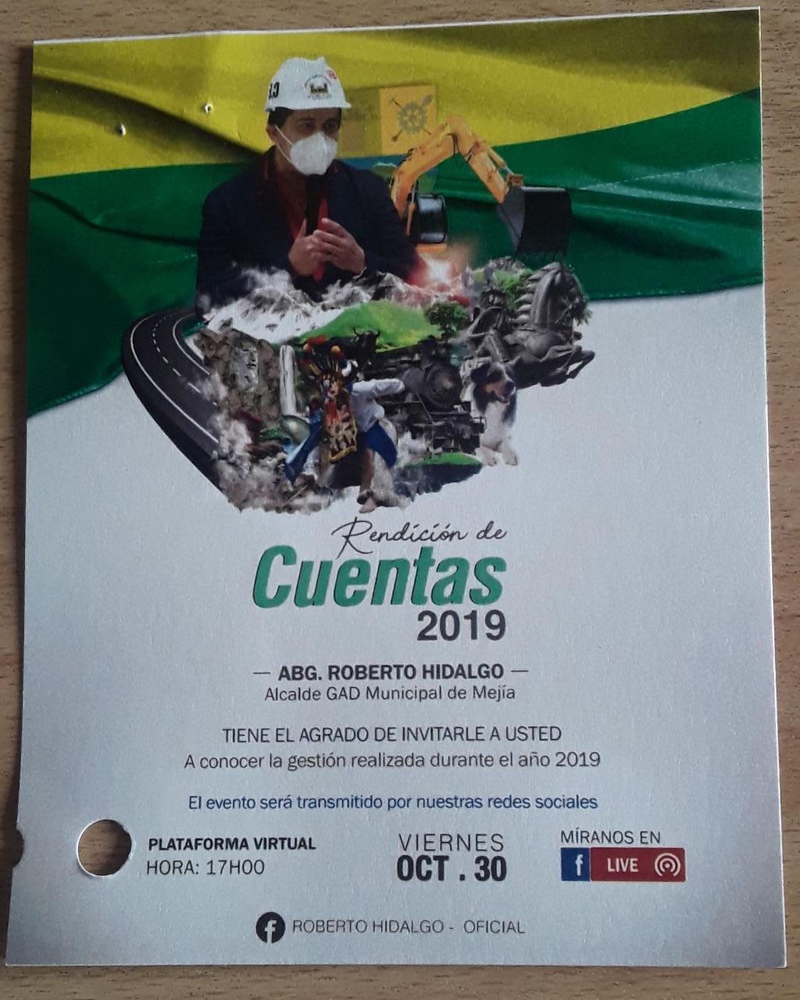 Rendición de
Cuentas
2019
— ABG. ROBERTO HIDALGO —
Alcalde GAD Municipal de Mejía
TIENE EL AGRADO DE INVITARLE A USTED
A conocer la gestión realizada durante el año 2019
El evento será transmitido por nuestras redes sociales
PLATAFORMA VIRTUAL
HORA: 17H00
VIERNES
OCT . 30
MÍRANOS EN
f LIVE
f ROBERTO HIDALGO - OFICIAL